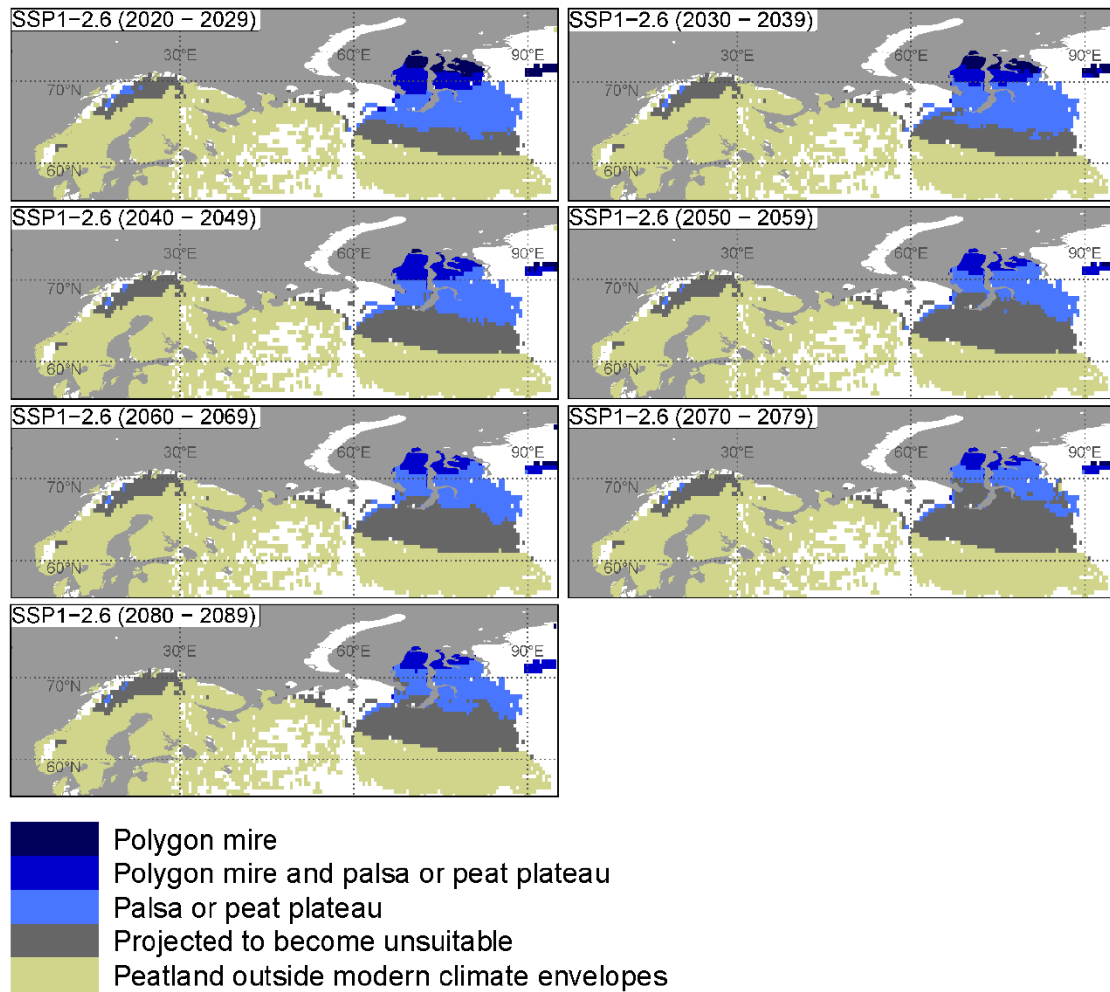 SSP1−2.6 (2020 − 2029)
30°E
60°E
90°E
70°N
60°N
SSP1−2.6 (2030 − 2039)
30°E
60°E
90°E
70°N
60°N
SSP1−2.6 (2040 − 2049)
30°E
60°E
90°E
70°N
60°N
SSP1−2.6 (2050 − 2059)
30°E
60°E
90°E
70°N
60°N
SSP1−2.6 (2060 − 2069)
30°E
60°E
90°E
70°N
60°N
SSP1−2.6 (2070 − 2079)
30°E
60°E
90°E
70°N
60°N
SSP1−2.6 (2080 − 2089)
30°E
60°E
90°E
70°N
60°N
Polygon mire
Polygon mire and palsa or peat plateau
Palsa or peat plateau
Projected to become unsuitable
Peatland outside modern climate envelopes